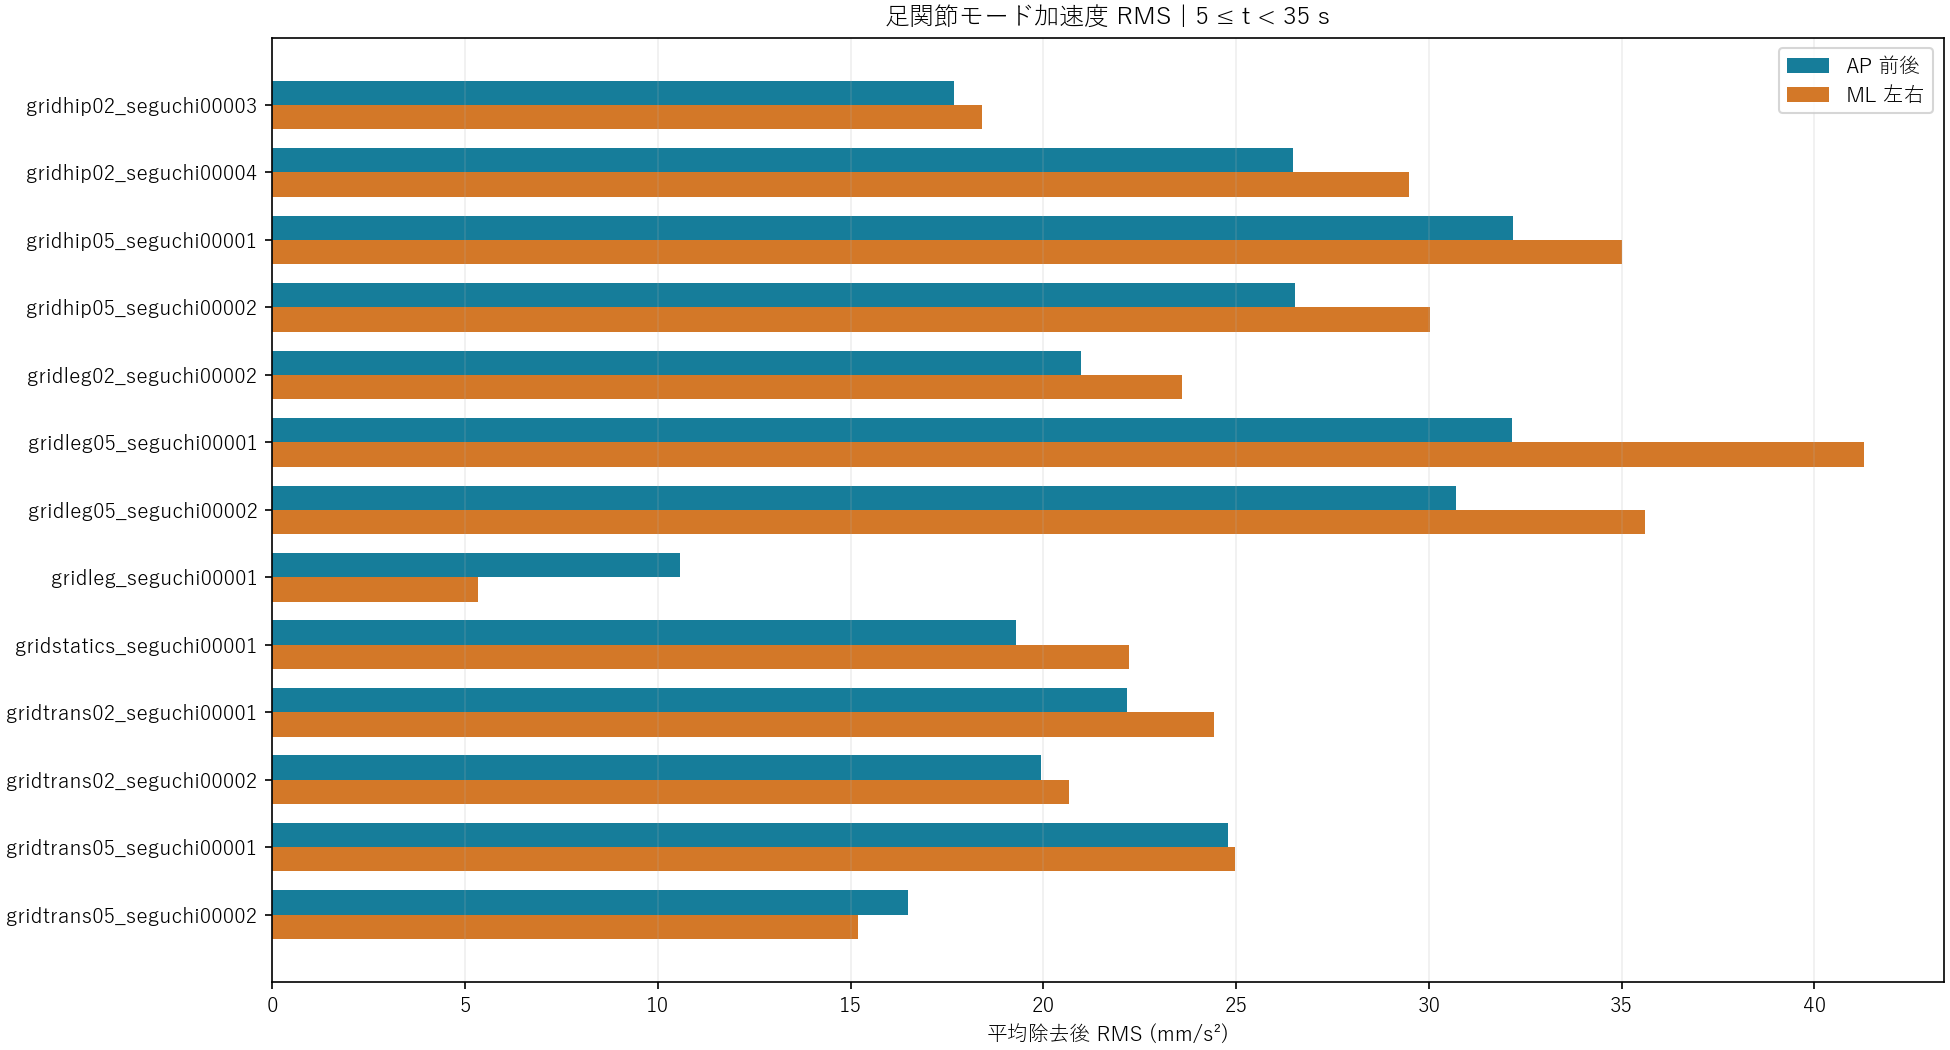 足関節モード加速度 RMS | 5 ≤ t < 35 s
AP 前後
ML 左右
gridhip02_seguchi00003
gridhip02_seguchi00004
gridhip05_seguchi00001
gridhip05_seguchi00002
gridleg02_seguchi00002
gridleg05_seguchi00001
gridleg05_seguchi00002
gridleg_seguchi00001
gridstatics_seguchi00001
gridtrans02_seguchi00001
gridtrans02_seguchi00002
gridtrans05_seguchi00001
gridtrans05_seguchi00002
0 5 10 15 20 25 30 35 40
平均除去後 RMS (mm/s²)